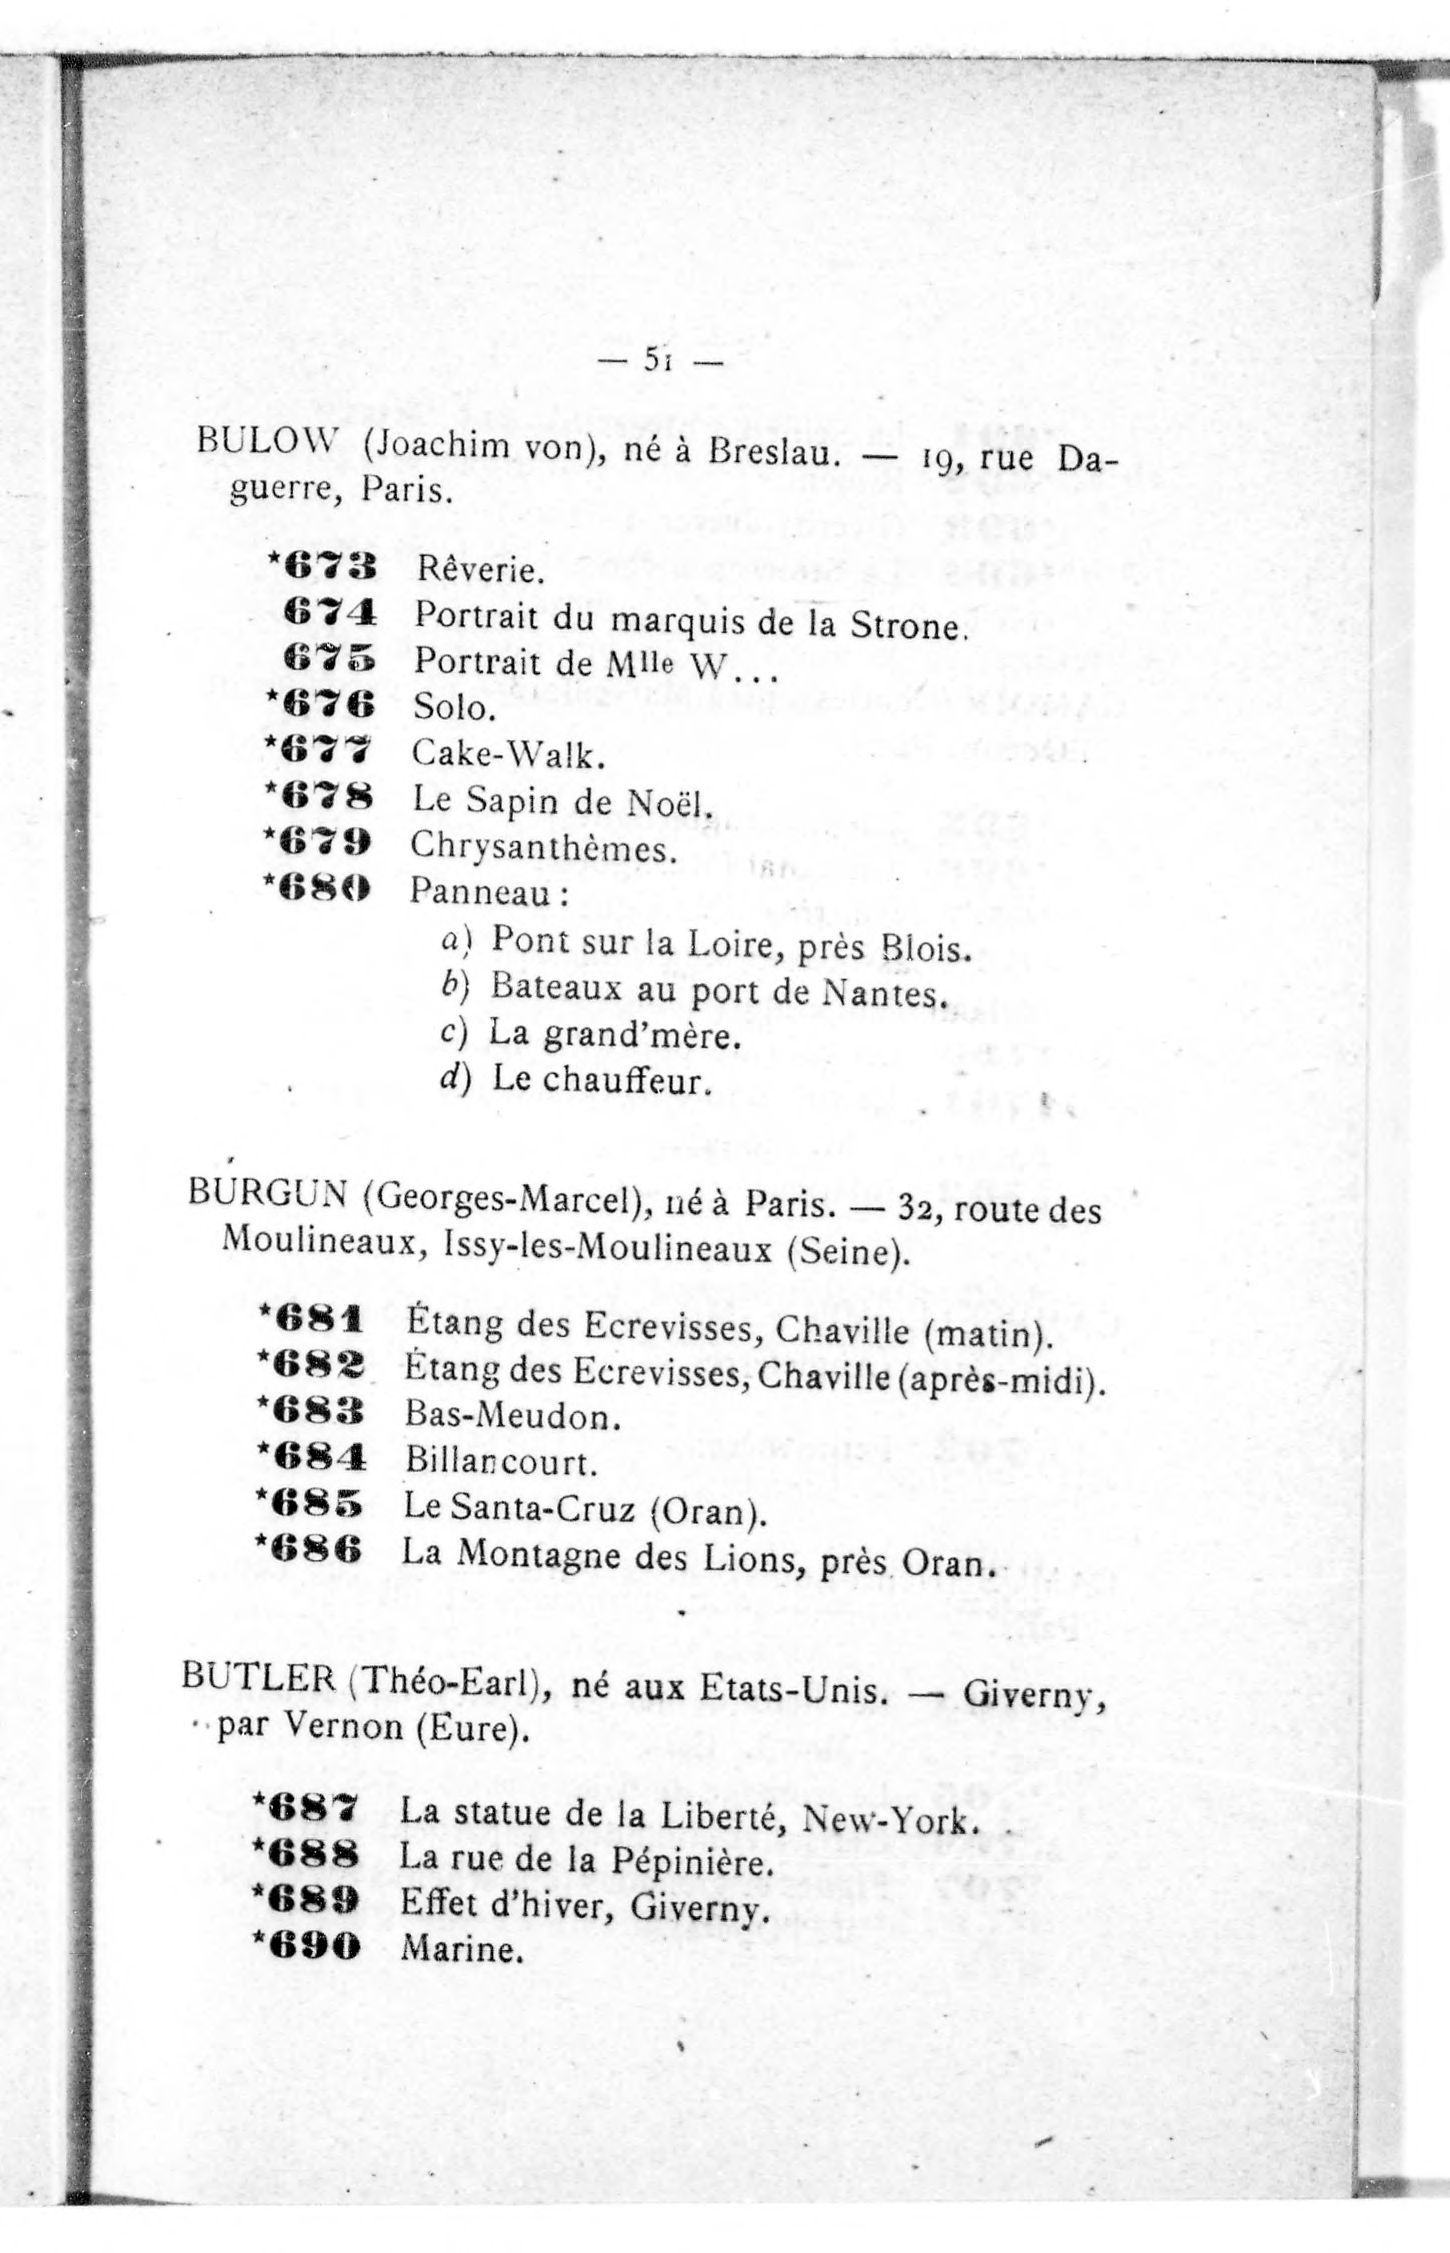 — 51 —
BULOW (Joachim von), né à Breslau. — 19, rue Da-
guerre, Paris.
*673 Rêverie.
674 Portrait du marquis de la Strone.
675 Portrait de Mlle W...
*676 Solo.
*677 Cake-Walk.
*678 Le Sapin de Noël.
*679 Chrysanthèmes.
*680 Panneau :
a) Pont sur la Loire, près Blois.
b) Bateaux au port de Nantes.
c) La grand'mère.
d) Le chauffeur.
BURGUN (Georges-Marcel), né à Paris. — 32, route des
Moulineaux, Issy-les-Moulineaux (Seine).
*681 Étang des Ecrevisses, Chaville (matin).
*682 Étang des Ecrevisses, Chaville (après-midi).
*683 Bas-Meudon.
*684 Billancourt.
*685 Le Santa-Cruz (Oran).
*686 La Montagne des Lions, près Oran.
BUTLER (Théo-Earl), né aux Etats-Unis. — Giverny,
par Vernon (Eure).
*687 La statue de la Liberté, New-York.
*688 La rue de la Pépinière.
*689 Effet d'hiver, Giverny.
*690 Marine.